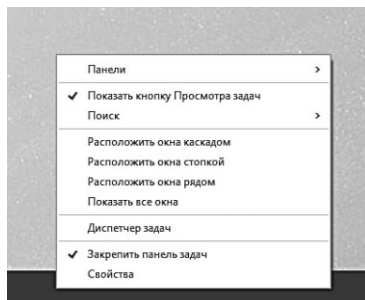 Панели
Показать кнопку Просмотра задач
Поиск
Расположить окна каскадом
Расположить окна стопкой
Расположить окна рядом
Показать все окна
Диспетчер задач
Закрепить панель задач
Свойства